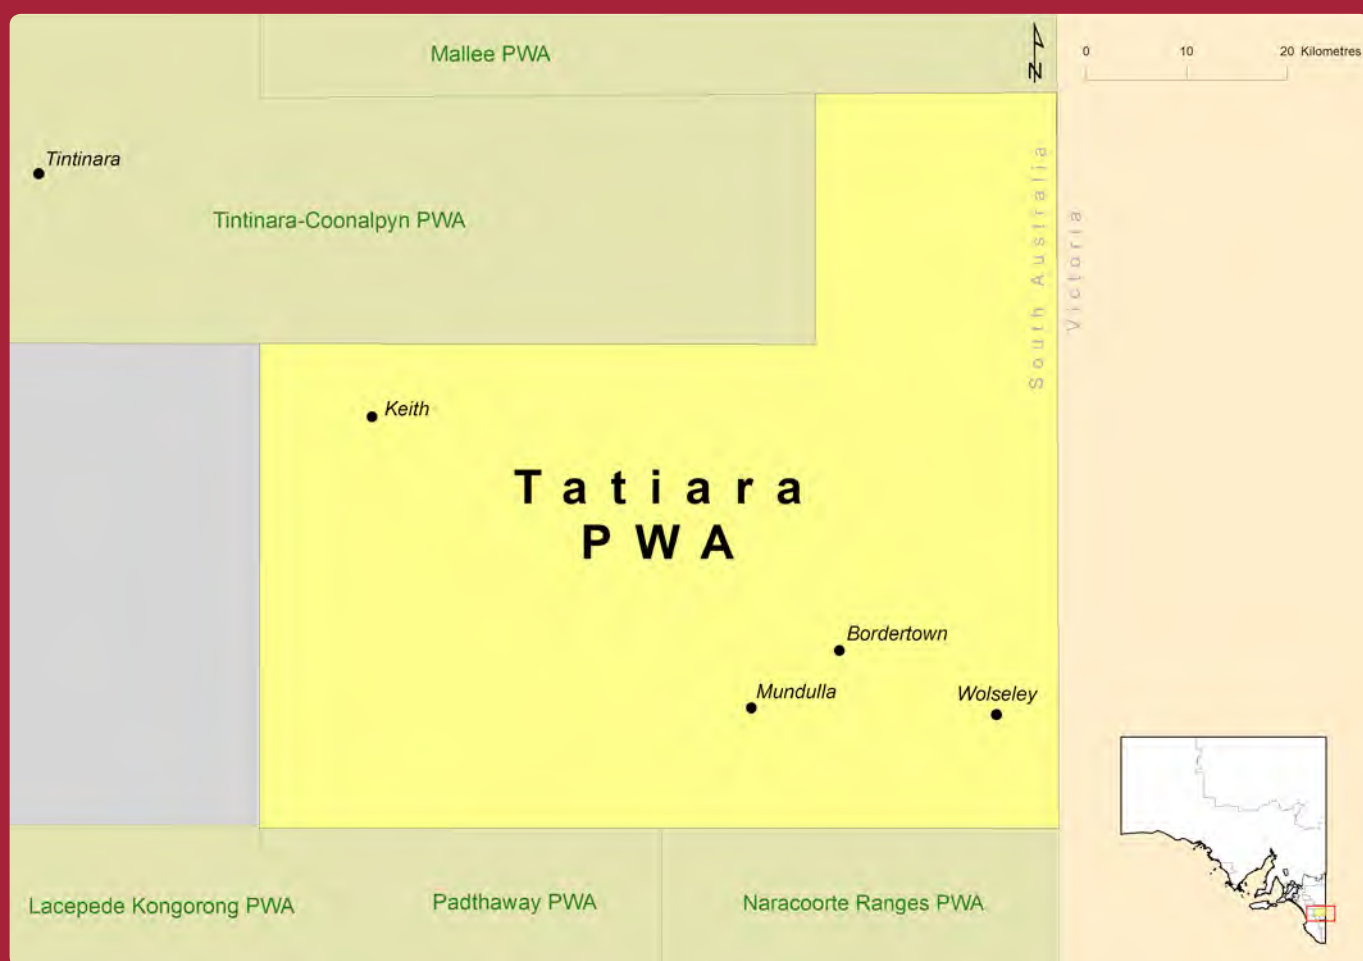 Mallee PWA
N
0 10 20 Kilometres
Tintinara
Tintinara-Coonalpyn PWA
South Australia
Victoria
Keith
Tatiara
PWA
Bordertown
Mundulla
Wolseley
Lacepede Kongorong PWA
Padthaway PWA
Naracoorte Ranges PWA